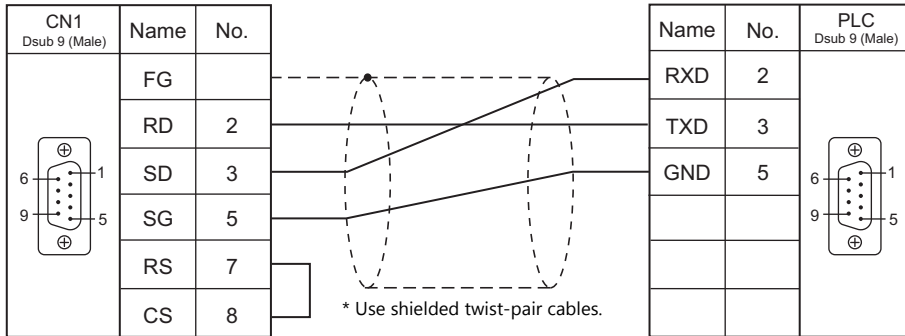 CN1
Dsub 9 (Male)
Name No.
FG
RD 2
SD 3
SG 5
RS 7
CS 8
6 1
9 5
* Use shielded twist-pair cables.
Name No.
RXD 2
TXD 3
GND 5
PLC
Dsub 9 (Male)
6 1
9 5